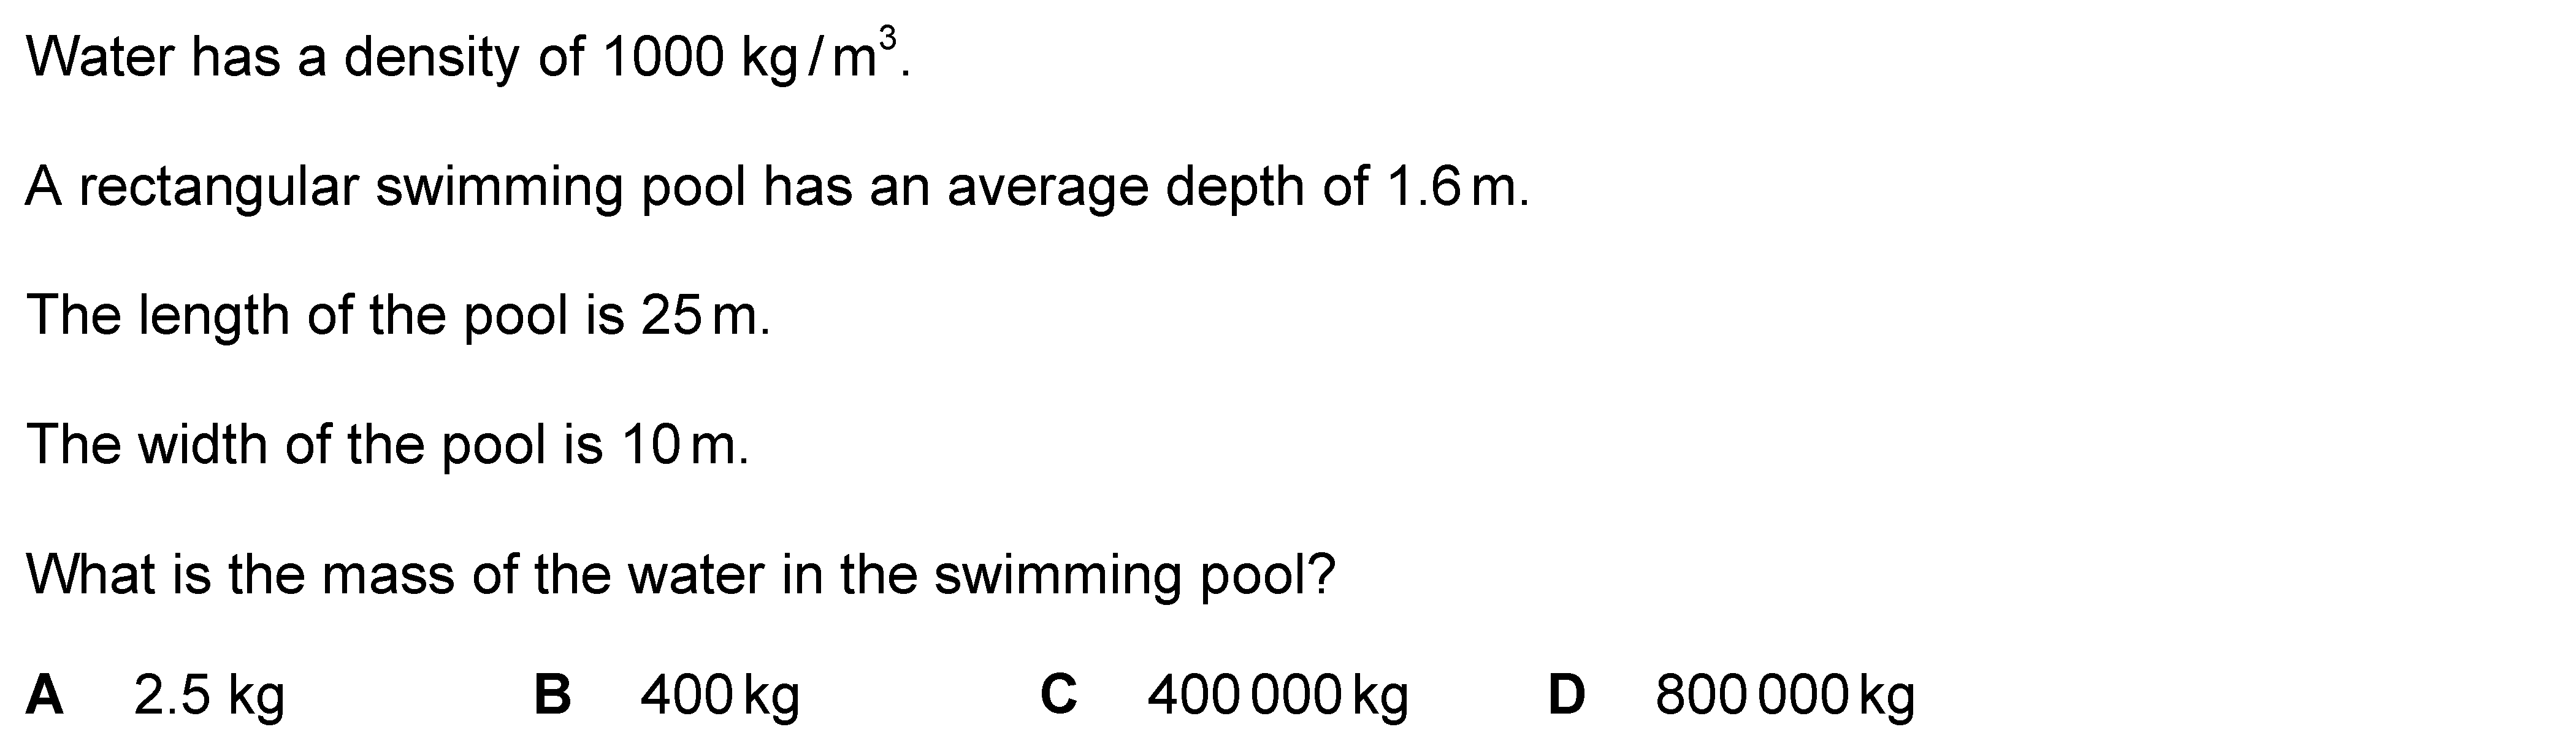 Water has a density of 1000 kg/m³.
A rectangular swimming pool has an average depth of 1.6 m.
The length of the pool is 25 m.
The width of the pool is 10 m.
What is the mass of the water in the swimming pool?
A 2.5 kg B 400 kg C 400 000 kg D 800 000 kg